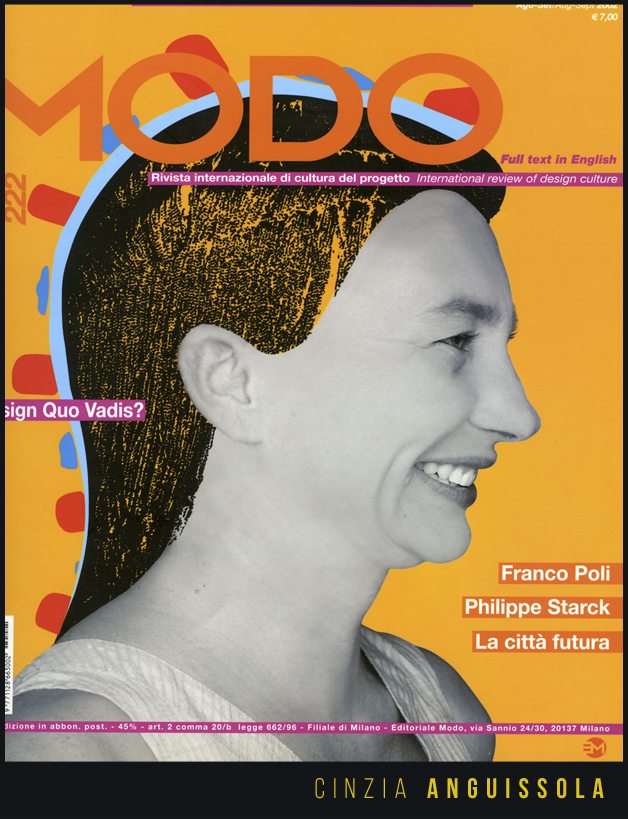 Ago-Set/Aug-Sept 2002
€ 7,00
MODO
Full text in English
Rivista internazionale di cultura del progetto International review of design culture
222
sign Quo Vadis?
Franco Poli
Philippe Starck
La città futura
9 771128 663002
dizione in abbon. post. - 45% - art. 2 comma 20/b legge 662/96 - Filiale di Milano - Editoriale Modo, via Sannio 24/30, 20137 Milano
CINZIA ANGUISSOLA